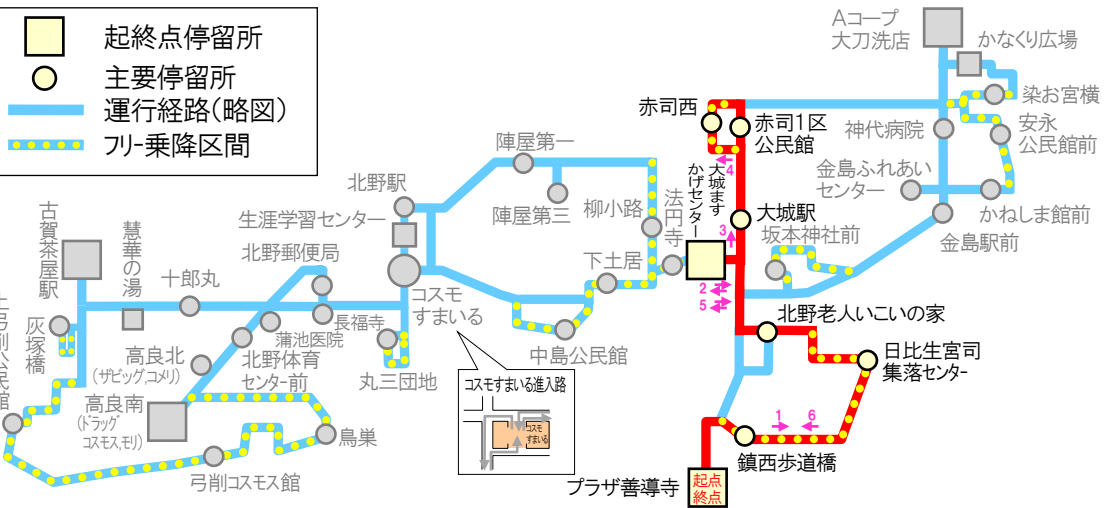 起終点停留所
主要停留所
運行経路(略図)
フリー乗降区間
Aコープ
大刀洗店
かなくり広場
染お宮横
安永
公民館前
神代病院
金島ふれあい
センター
かねしま館前
金島駅前
赤司西
赤司1区
公民館
4
大城ます
かげセンター
大城駅
3
坂本神社前
2
5
法円寺
柳小路
陣屋第一
陣屋第三
下土居
中島公民館
北野駅
生涯学習センター
コスモ
すまいる
北野郵便局
長福寺
蒲池医院
北野体育
センター前
丸三団地
古賀茶屋駅
慧華の湯
十郎丸
灰塚橋
高良北
(ザビッグ,コメリ)
高良南
(ドラッグ
コスモス,モリ)
鳥巣
弓削コスモス館
コスモすまいる進入路
コスモ
すまいる
北野老人いこいの家
日比生宮司
集落センター
1
6
鎮西歩道橋
プラザ善導寺
起点
終点